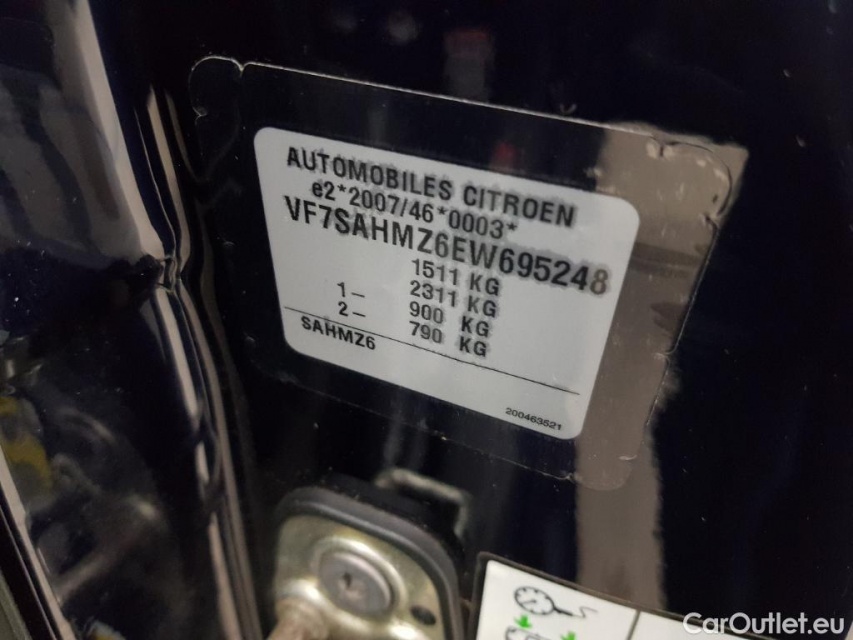 AUTOMOBILES CITROEN
e2*2007/46*0003*
VF7SAHMZ6EW695248
1511 KG
2311 KG
1- 900 KG
2- 790 KG
SAHMZ6
200463521
CarOutlet.eu